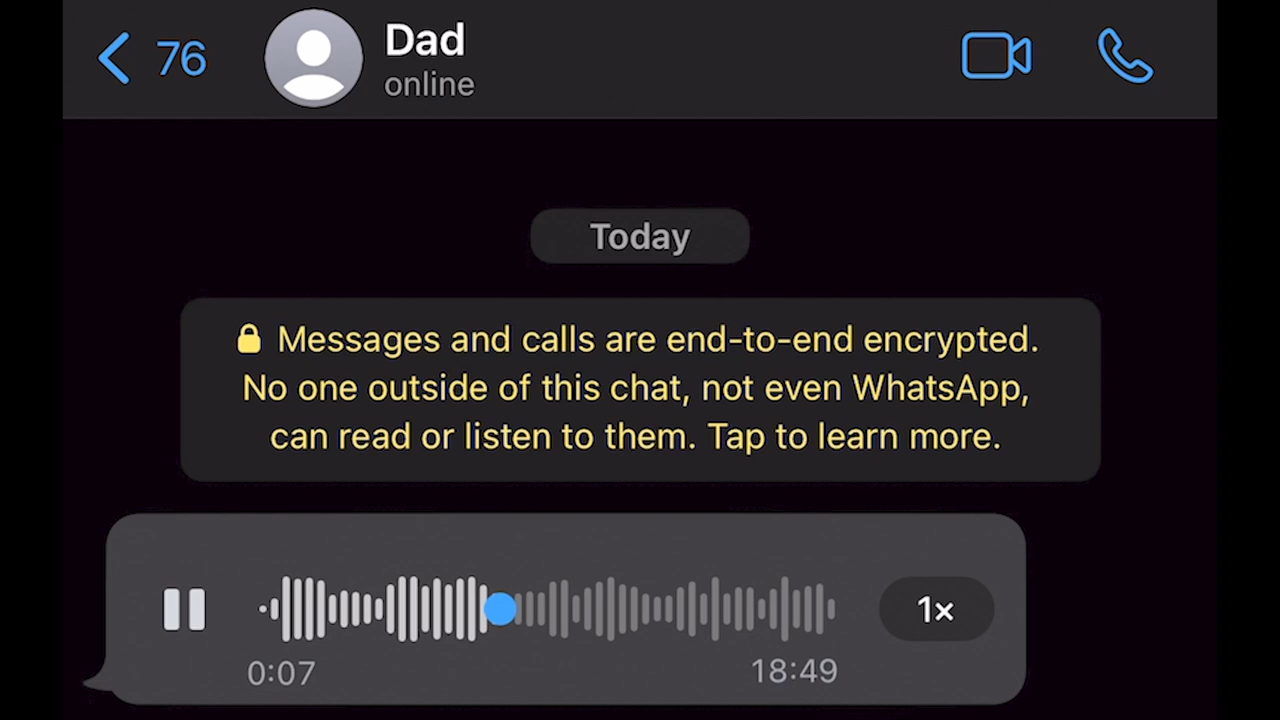 76
Dad
online
Today
Messages and calls are end-to-end encrypted.
No one outside of this chat, not even WhatsApp,
can read or listen to them. Tap to learn more.
1×
0:07
18:49